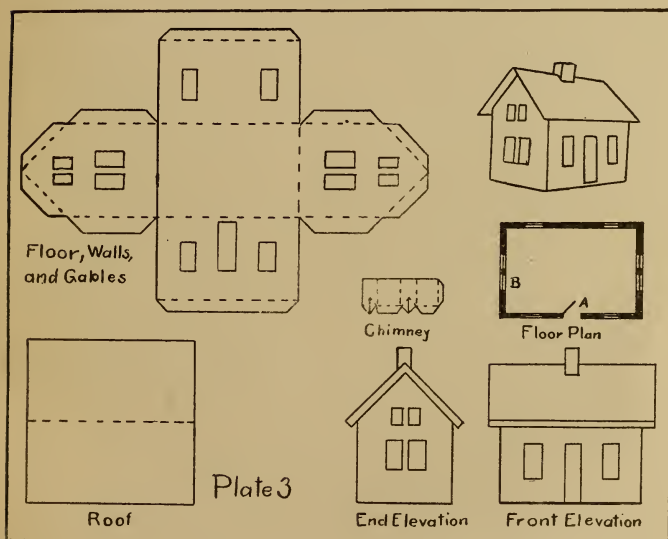 Floor, Walls,
and Gables
Chimney
B
A
Floor Plan
Roof
Plate 3
End Elevation
Front Elevation